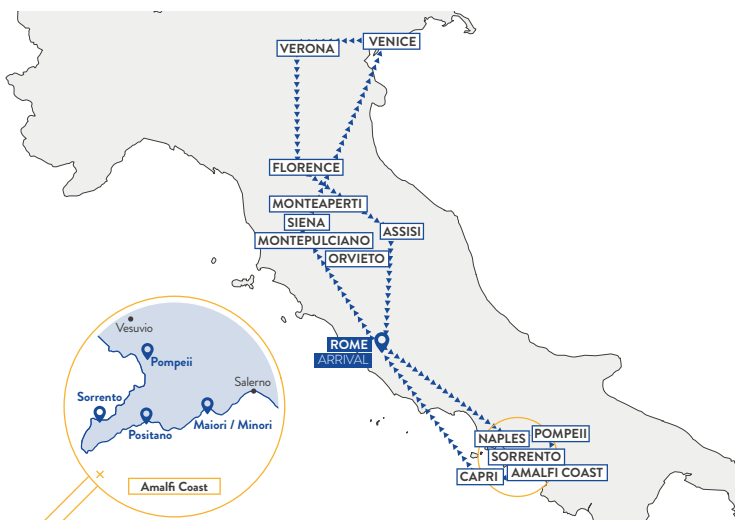 VERONA
VENICE
FLORENCE
MONTEAPERTI
SIENA
ASSISI
MONTEPULCIANO
ORVIETO
ROME
ARRIVAL
Vesuvio
Pompeii
Salerno
Sorrento
Positano
Maiori / Minori
Amalfi Coast
NAPLES
POMPEII
SORRENTO
CAPRI
AMALFI COAST